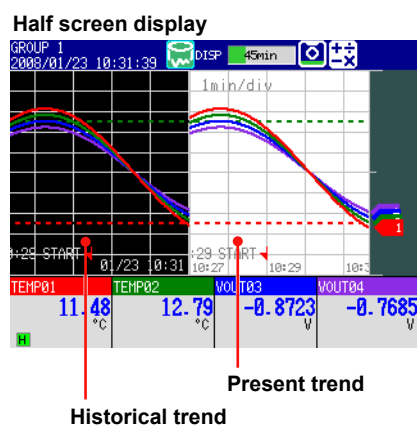 Half screen display
GROUP 1
2008/01/23 10:31:39 DISP 45min
1min/div
:29 START :29 START
01/23 10:31 10:27 10:29 10:3
1
TEMP01 TEMP02 VOUT03 VOUT04
11.48 12.79 -0.8723 -0.7685
°C °C V V
H
Present trend
Historical trend